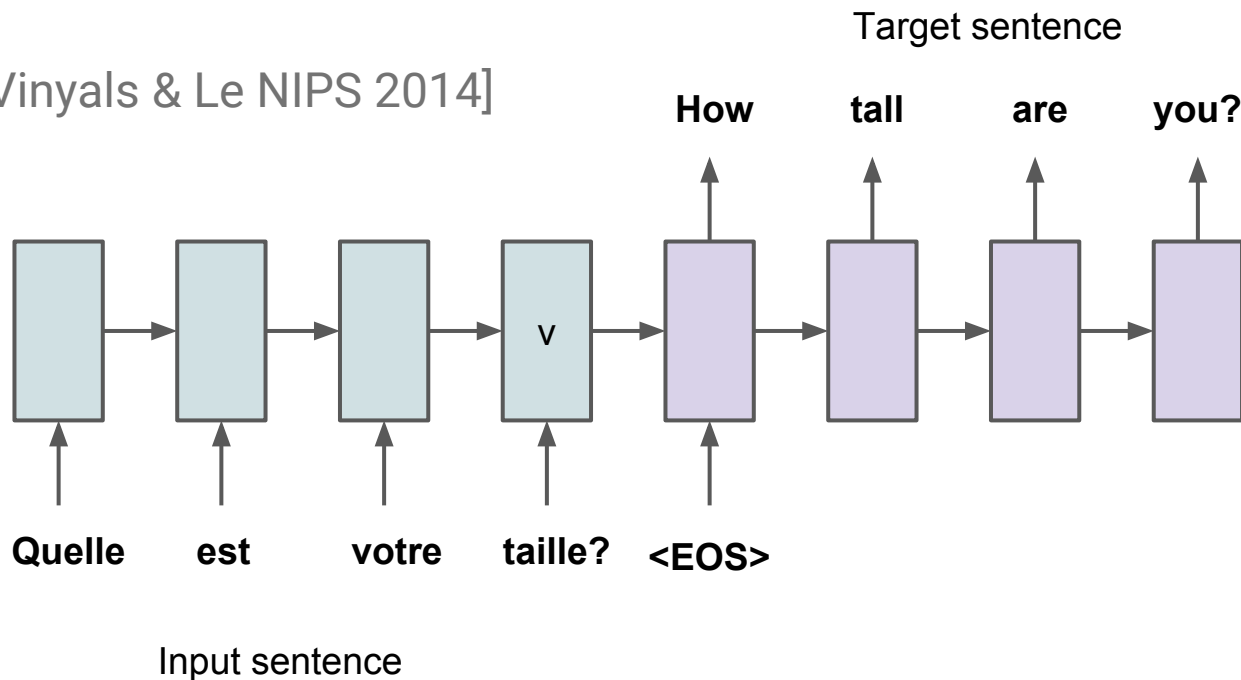 Target sentence
Vinyals & Le NIPS 2014]
How tall are you?
v
Quelle est votre taille? <EOS>
Input sentence